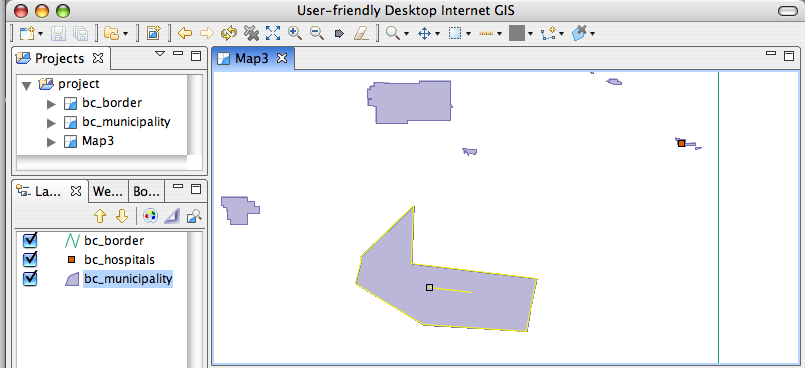 User-friendly Desktop Internet GIS
Projects
project
bc_border
bc_municipality
Map3
La...
We...
Bo...
bc_border
bc_hospitals
bc_municipality
Map3